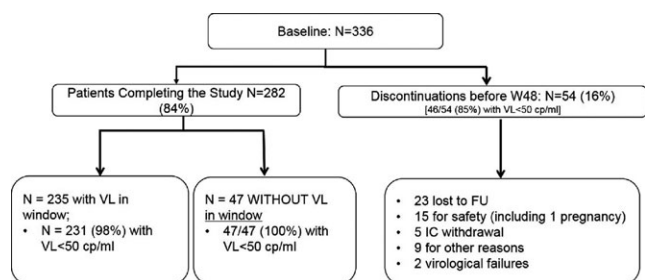 Baseline: N=336
Patients Completing the Study N=282
(84%)
Discontinuations before W48: N=54 (16%)
[46/54 (85%) with VL<50 cp/ml]
N = 235 with VL in
window;
• N = 231 (98%) with
VL<50 cp/ml
N = 47 WITHOUT VL
in window
• 47/47 (100%) with
VL<50 cp/ml
• 23 lost to FU
• 15 for safety (including 1 pregnancy)
• 5 IC withdrawal
• 9 for other reasons
• 2 virological failures